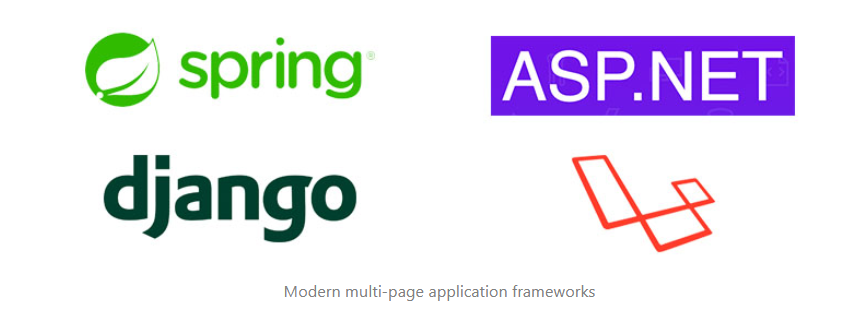 spring®
ASP.NET
django
Modern multi-page application frameworks